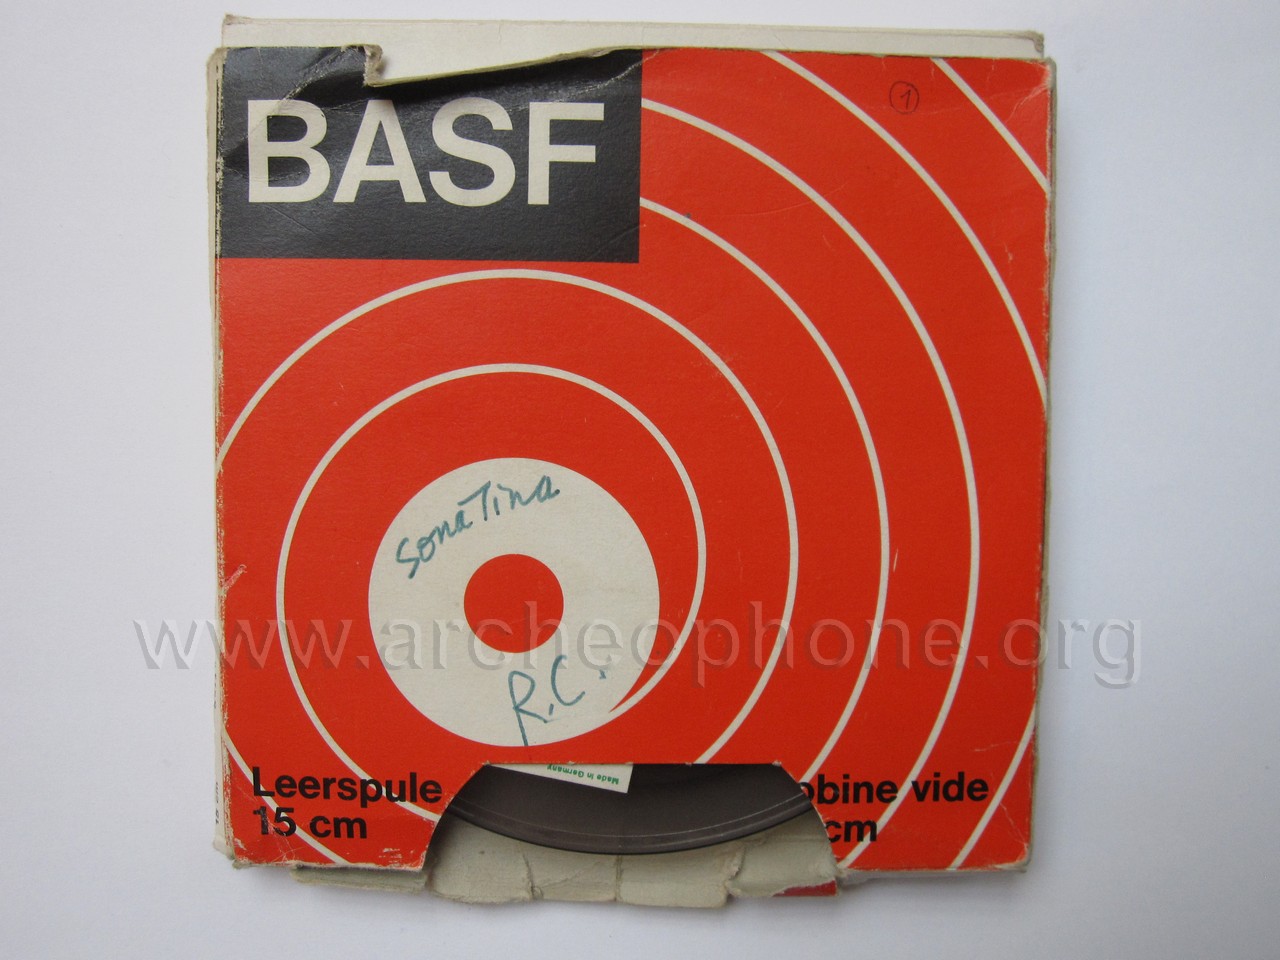 BASF
1
sonatina
R.C.
www.archeophone.org
Leerspule
15 cm
obine vide
cm
Made in Germany